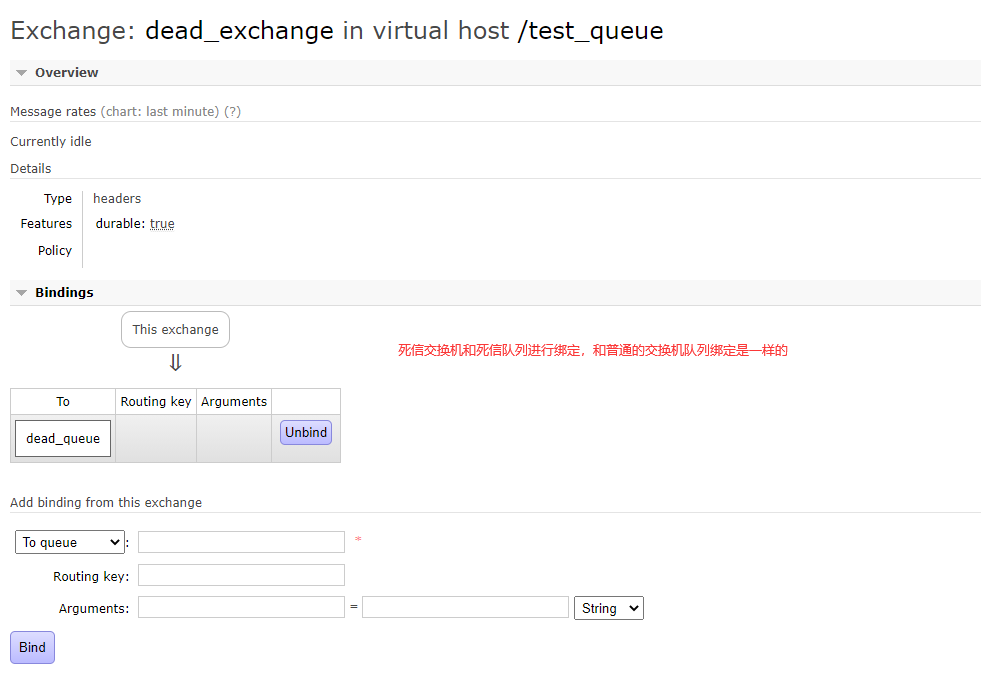 Exchange: dead_exchange in virtual host /test_queue
Overview
Message rates (chart: last minute) (?)
Currently idle
Details
Type headers
Features durable: true
Policy
Bindings
This exchange
⇓
死信交换机和死信队列进行绑定，和普通的交换机队列绑定是一样的
To Routing key Arguments
dead_queue Unbind
Add binding from this exchange
To queue : *
Routing key:
Arguments: = String
Bind